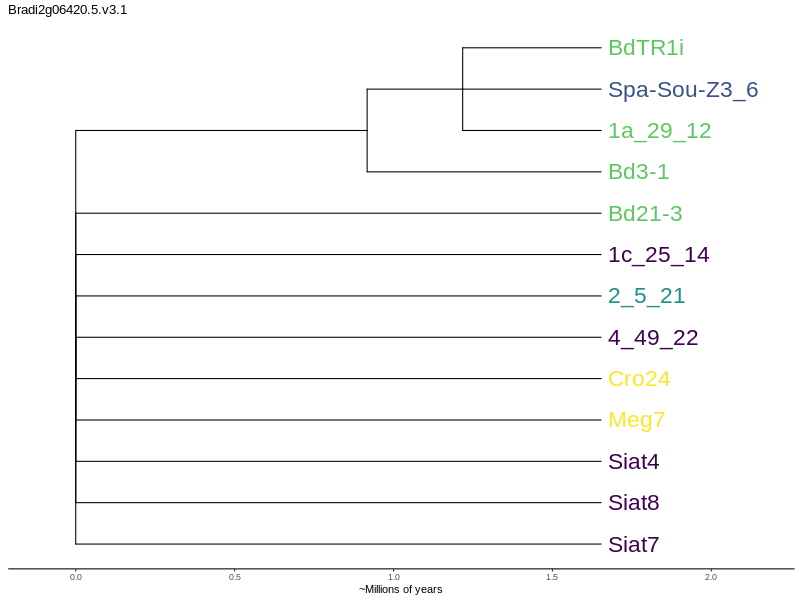 Bradi2g06420.5.v3.1
BdTR1i
Spa-Sou-Z3_6
1a_29_12
Bd3-1
Bd21-3
1c_25_14
2_5_21
4_49_22
Cro24
Meg7
Siat4
Siat8
Siat7
0.0 0.5 1.0 1.5 2.0
~Millions of years